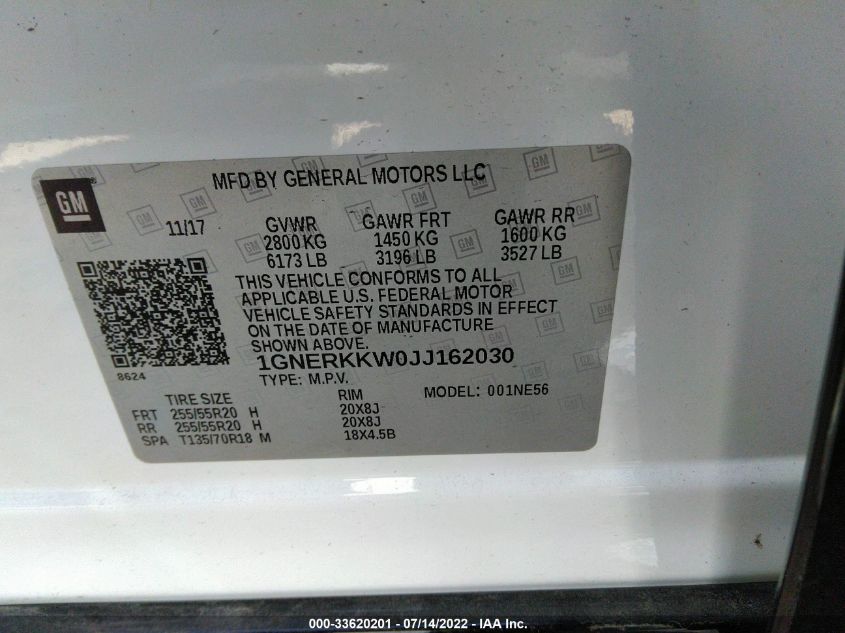 GM
MFD BY GENERAL MOTORS LLC
11/17
GVWR GAWR FRT GAWR RR
2800 KG 1450 KG 1600 KG
6173 LB 3196 LB 3527 LB
THIS VEHICLE CONFORMS TO ALL
APPLICABLE U.S. FEDERAL MOTOR
VEHICLE SAFETY STANDARDS IN EFFECT
ON THE DATE OF MANUFACTURE
SHOWN ABOVE.
1GNERKKW0JJ162030
8624
TYPE: M.P.V. MODEL: 001NE56
TIRE SIZE RIM
FRT 255/55R20 H 20X8J
RR 255/55R20 H 20X8J
SPA T135/70R18 M 18X4.5B
000-33620201 - 07/14/2022 - IAA Inc.